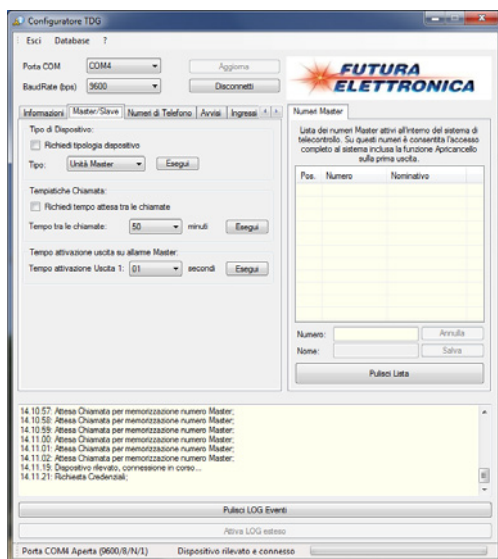 Configuratore TDG
Esci Database ?
Porta COM COM4 Aggiorna
BaudRate (bps) 9600 Disconnetti
FUTURA
ELETTRONICA
Informazioni Master/Slave Numeri di Telefono Avvisi Ingressi
Tipo di Dispositivo:
Richiedi tipologia dispositivo
Tipo: Unità Master Esegui
Tempistiche Chiamata:
Richiedi tempo attesa tra le chiamate
Tempo tra le chiamate: 50 minuti Esegui
Tempo attivazione uscita su allarme Master:
Tempo attivazione Uscita 1: 01 secondi Esegui
Numeri Master
Lista dei numeri Master attivi all'interno del sistema di
telecontrollo. Su questi numeri è consentita l'accesso
completo al sistema inclusa la funzione Apricancello
sulla prima uscita.
Pos. Numero Nominativo
Numero: Annulla
Nome: Salva
Pulisci Lista
14.10.57: Attesa Chiamata per memorizzazione numero Master;
14.10.58: Attesa Chiamata per memorizzazione numero Master;
14.10.59: Attesa Chiamata per memorizzazione numero Master;
14.11.00: Attesa Chiamata per memorizzazione numero Master;
14.11.01: Attesa Chiamata per memorizzazione numero Master;
14.11.02: Attesa Chiamata per memorizzazione numero Master;
14.11.19: Dispositivo rilevato, connessione in corso...
14.11.21: Richiesta Credenziali;
Pulisci LOG Eventi
Attiva LOG esteso
Porta COM4 Aperta (9600/8/N/1) Dispositivo rilevato e connesso